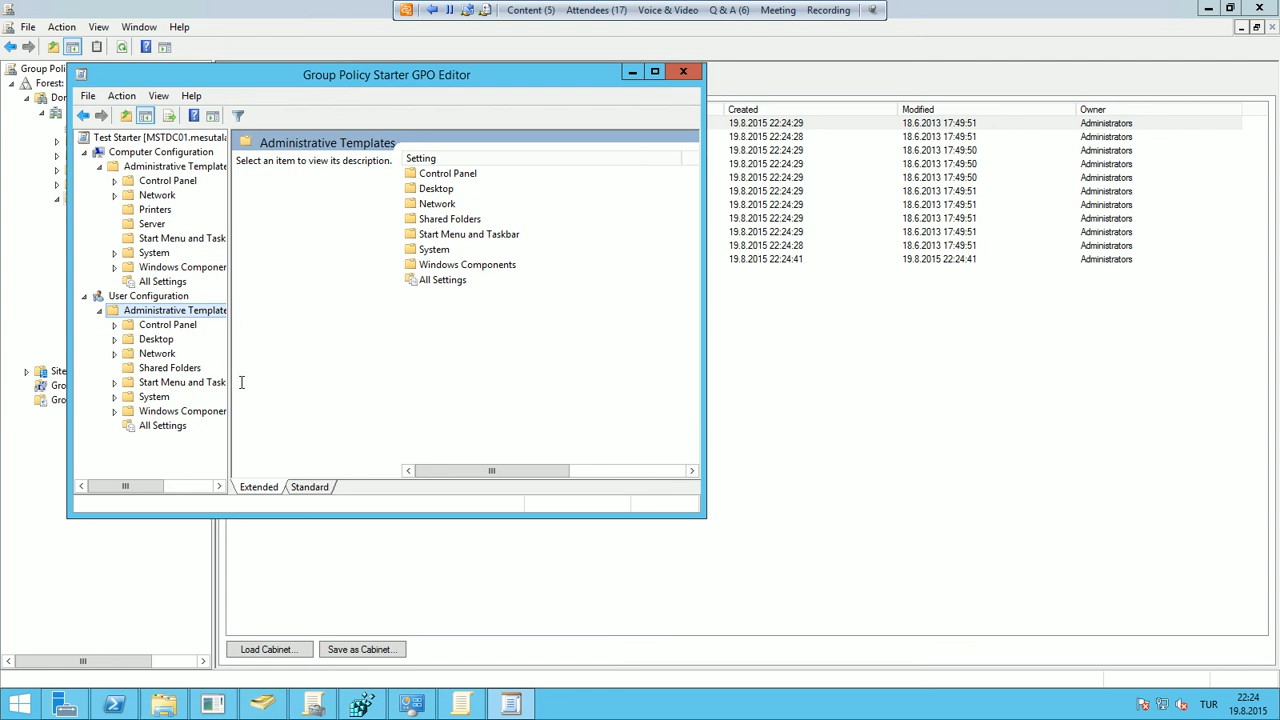 Content (5) Attendees (17) Voice & Video Q & A (6) Meeting Recording
File Action View Window Help
Group Poli
Forest:
Dor
Site
Gro
Gro
Group Policy Starter GPO Editor
File Action View Help
Test Starter [MSTDC01.mesutala
Computer Configuration
Administrative Template
Control Panel
Network
Printers
Server
Start Menu and Task
System
Windows Componer
All Settings
User Configuration
Administrative Template
Control Panel
Desktop
Network
Shared Folders
Start Menu and Task
System
Windows Componer
All Settings
Administrative Templates
Select an item to view its description.
Setting
Control Panel
Desktop
Network
Shared Folders
Start Menu and Taskbar
System
Windows Components
All Settings
Extended Standard
Created Modified Owner
19.8.2015 22:24:29 18.6.2013 17:49:51 Administrators
19.8.2015 22:24:28 18.6.2013 17:49:51 Administrators
19.8.2015 22:24:29 18.6.2013 17:49:50 Administrators
19.8.2015 22:24:29 18.6.2013 17:49:50 Administrators
19.8.2015 22:24:29 18.6.2013 17:49:50 Administrators
19.8.2015 22:24:29 18.6.2013 17:49:51 Administrators
19.8.2015 22:24:29 18.6.2013 17:49:51 Administrators
19.8.2015 22:24:29 18.6.2013 17:49:51 Administrators
19.8.2015 22:24:29 18.6.2013 17:49:51 Administrators
19.8.2015 22:24:28 18.6.2013 17:49:51 Administrators
19.8.2015 22:24:41 19.8.2015 22:24:41 Administrators
Load Cabinet... Save as Cabinet...
TUR
22:24
19.8.2015